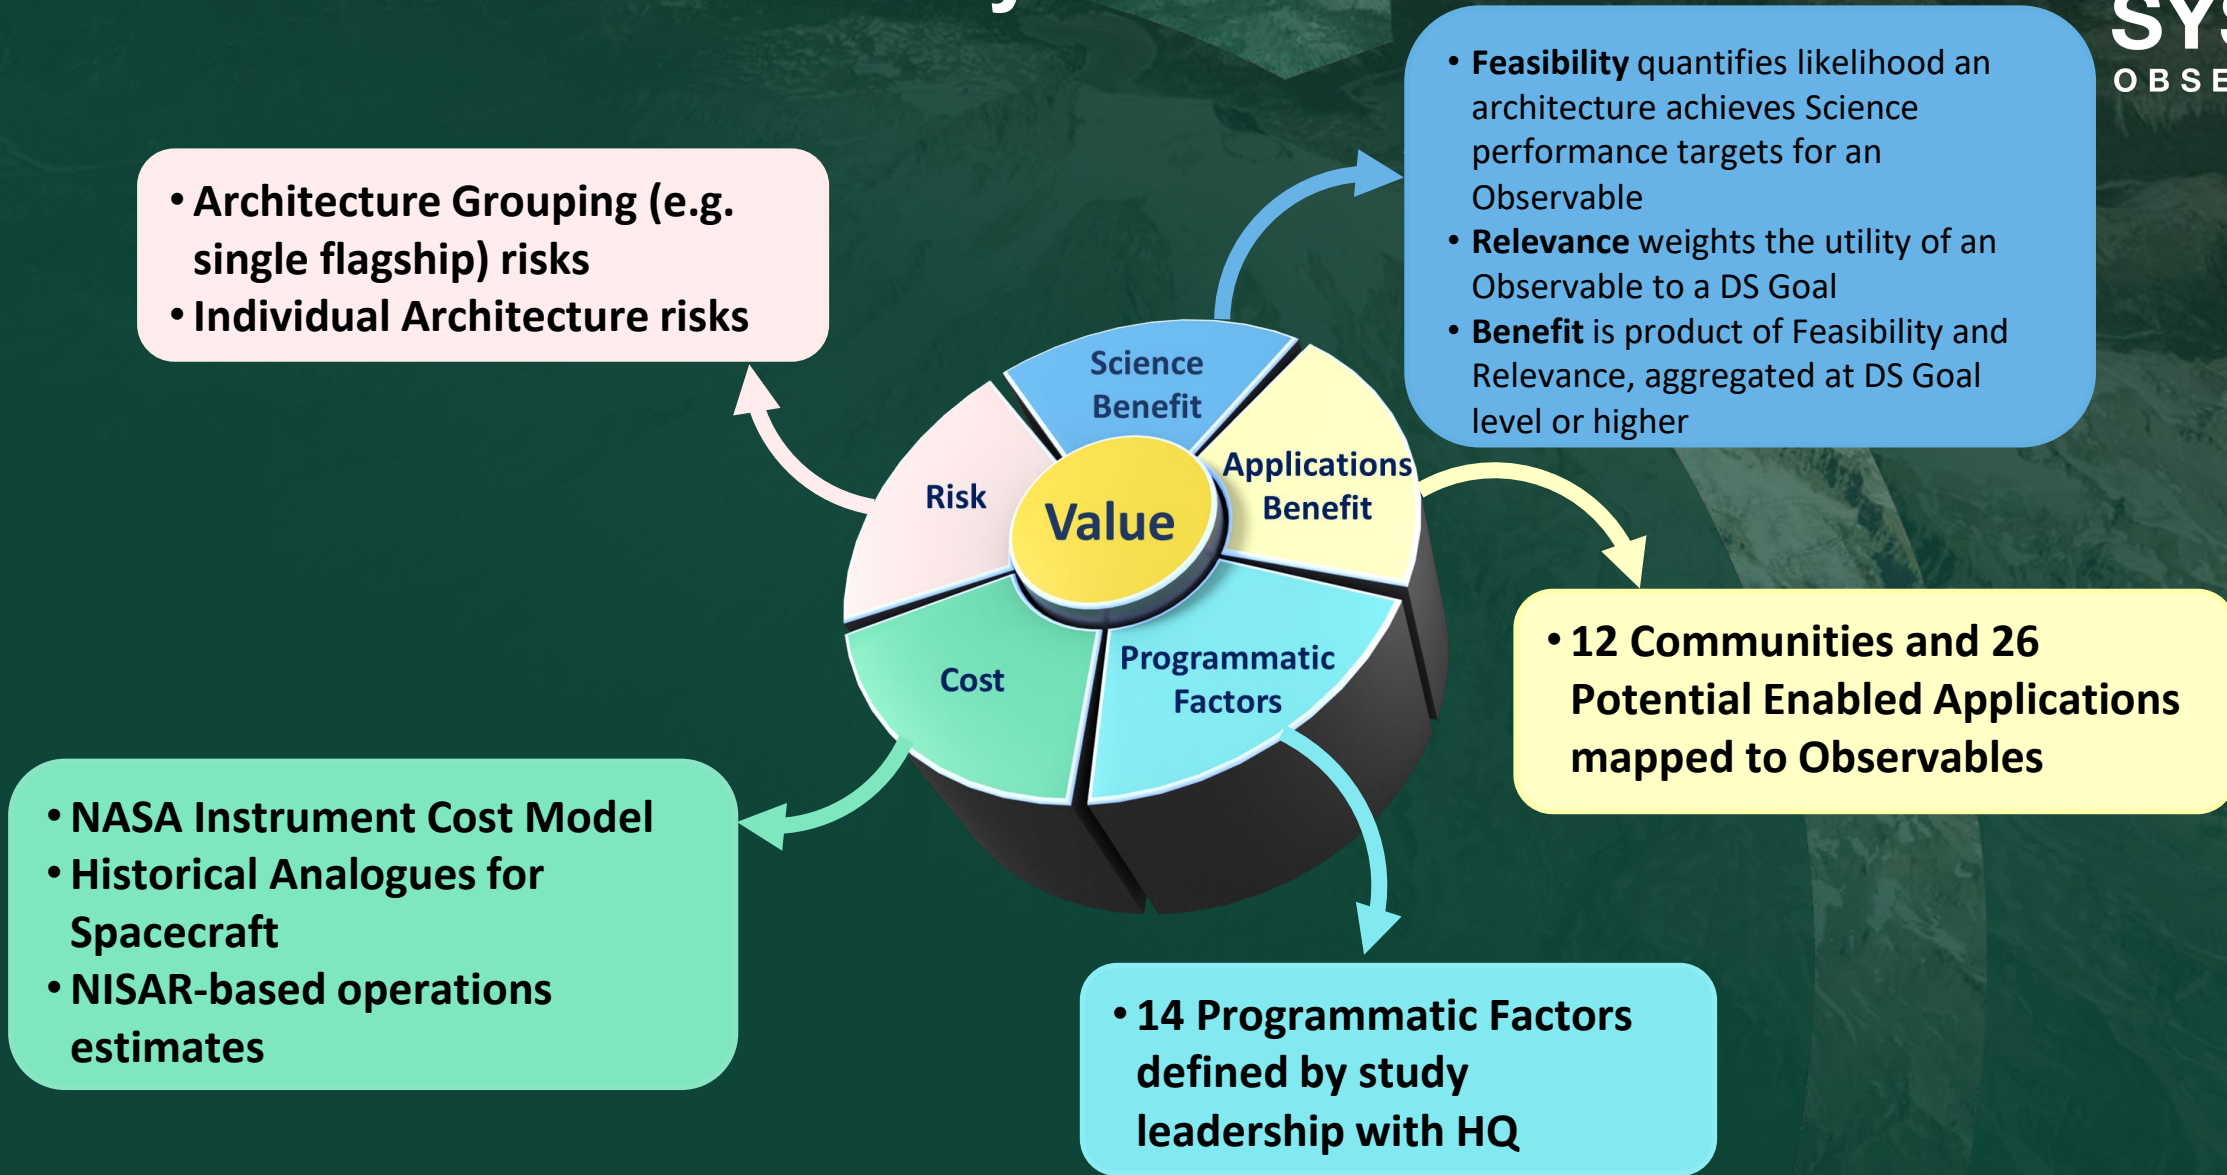 • Feasibility quantifies likelihood an
architecture achieves Science
performance targets for an
Observable
• Relevance weights the utility of an
Observable to a DS Goal
• Benefit is product of Feasibility and
Relevance, aggregated at DS Goal
level or higher
• Architecture Grouping (e.g.
single flagship) risks
• Individual Architecture risks
Science
Benefit
Applications
Benefit
Risk
Value
Programmatic
Factors
Cost
• 12 Communities and 26
Potential Enabled Applications
mapped to Observables
• NASA Instrument Cost Model
• Historical Analogues for
Spacecraft
• NISAR-based operations
estimates
• 14 Programmatic Factors
defined by study
leadership with HQ